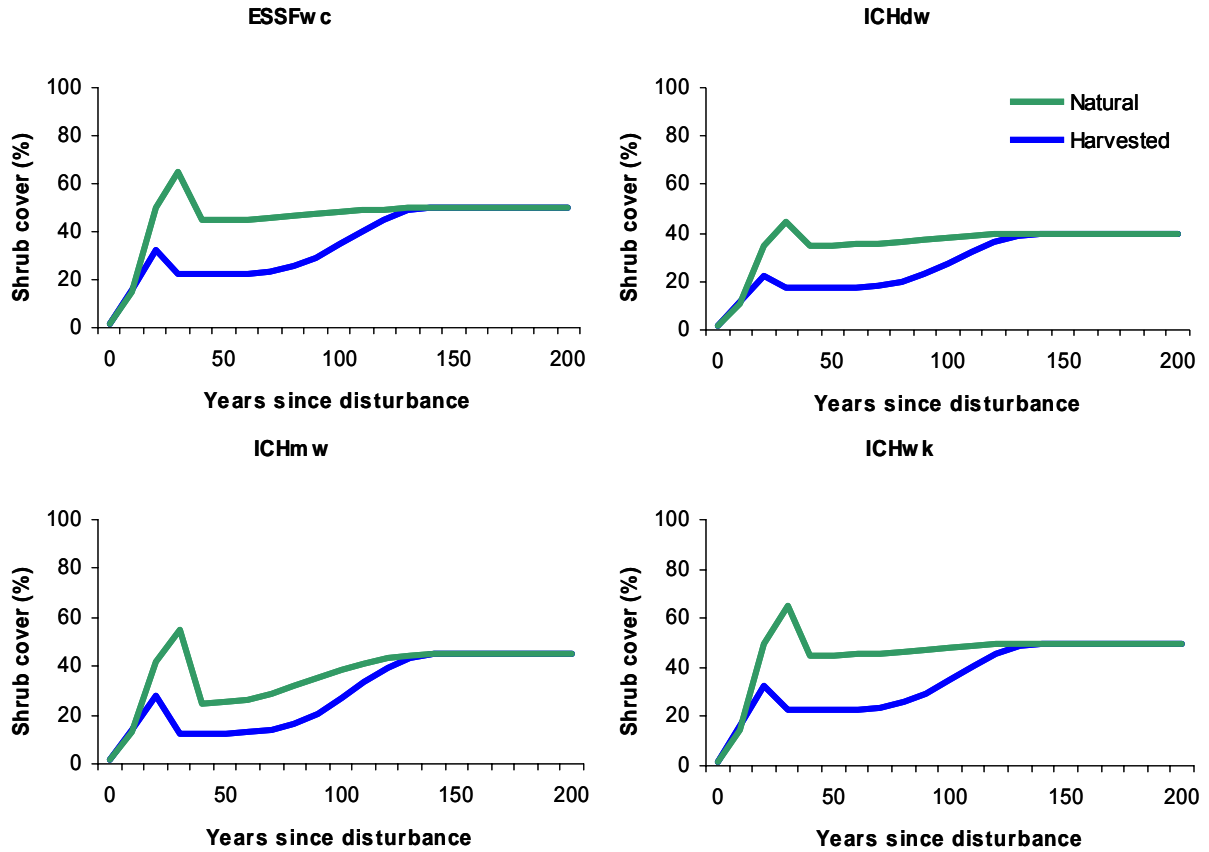 ESSFwc
100
80
60
40
20
0
Shrub cover (%)
0 50 100 150 200
Years since disturbance
ICHdw
100
80
60
40
20
0
Shrub cover (%)
Natural
Harvested
0 50 100 150 200
Years since disturbance
ICHmw
100
80
60
40
20
0
Shrub cover (%)
0 50 100 150 200
Years since disturbance
ICHwk
100
80
60
40
20
0
Shrub cover (%)
0 50 100 150 200
Years since disturbance